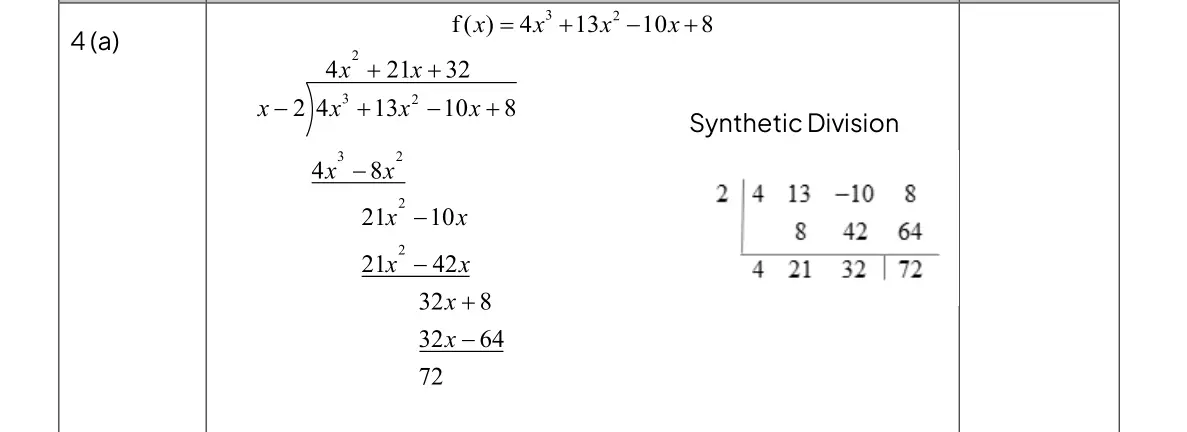 4 (a)
f(x) = 4x³ + 13x² − 10x + 8
4x² + 21x + 32
x − 2)4x³ + 13x² − 10x + 8
4x³ − 8x²
21x² − 10x
21x² − 42x
32x + 8
32x − 64
72
Synthetic Division
2 | 4 13 −10 8
8 42 64
4 21 32 | 72